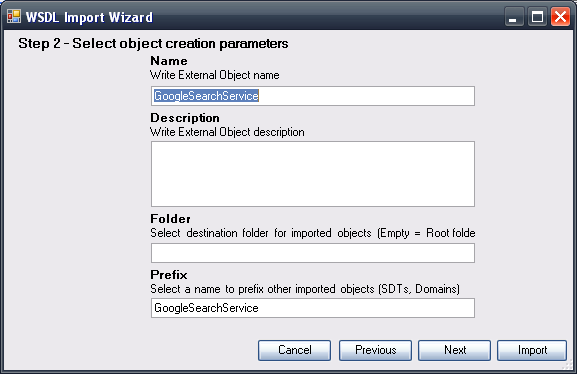 WSDL Import Wizard
Step 2 - Select object creation parameters
Name
Write External Object name
GoogleSearchService
Description
Write External Object description
Folder
Select destination folder for imported objects (Empty = Root folde
Prefix
Select a name to prefix other imported objects (SDTs, Domains)
GoogleSearchService
Cancel Previous Next Import